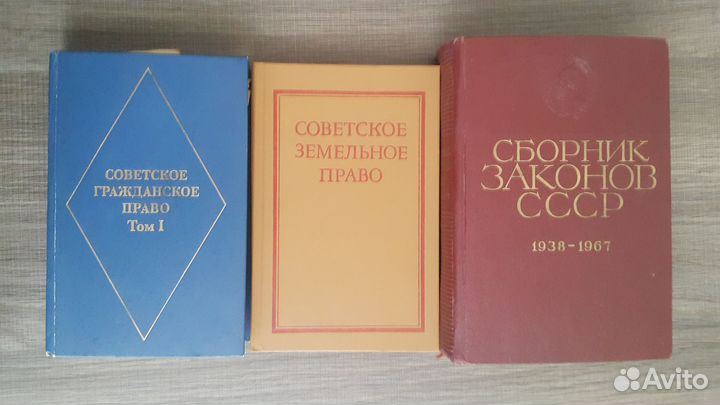 СОВЕТСКОЕ
ГРАЖДАНСКОЕ
ПРАВО
Том I
СОВЕТСКОЕ
ЗЕМЕЛЬНОЕ
ПРАВО
СБОРНИК
ЗАКОНОВ
СССР
1938-1967
Avito